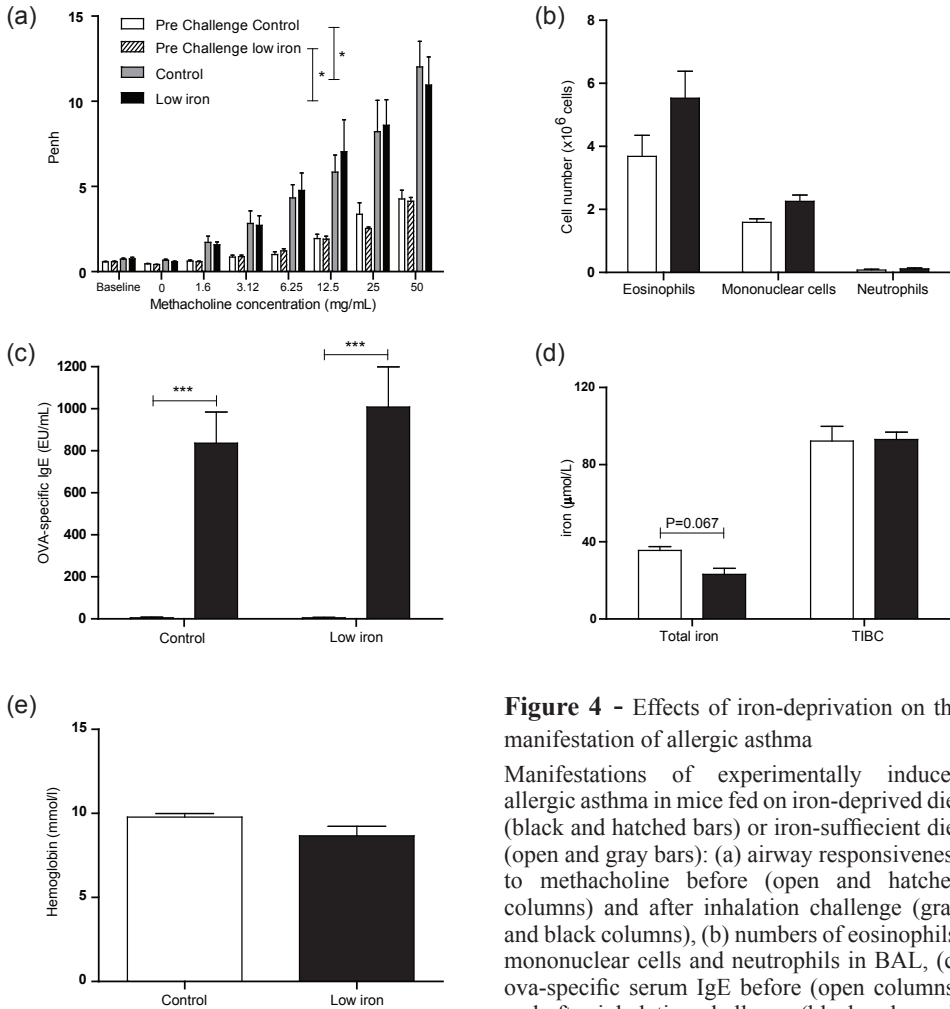 (a)
Pre Challenge Control
Pre Challenge low iron
Control
Low iron
*
*
Penh
15
10
5
0
Baseline 0 1.6 3.12 6.25 12.5 25 50
Methacholine concentration (mg/mL)
(b)
Cell number (x10^6 cells)
8
6
4
2
0
Eosinophils Mononuclear cells Neutrophils
(c)
OVA-specific IgE (EU/mL)
1200
1000
800
600
400
200
0
***
***
Control Low iron
(d)
iron (µmol/L)
120
80
40
0
P=0.067
Total iron TIBC
(e)
Hemoglobin (mmol/l)
15
10
5
0
Control Low iron
Figure 4 - Effects of iron-deprivation on th
manifestation of allergic asthma
Manifestations of experimentally induce
allergic asthma in mice fed on iron-deprived die
(black and hatched bars) or iron-suffiecient die
(open and gray bars): (a) airway responsivenes
to methacholine before (open and hatche
columns) and after inhalation challenge (gra
and black columns), (b) numbers of eosinophils
mononuclear cells and neutrophils in BAL, (c
ova-specific serum IgE before (open columns